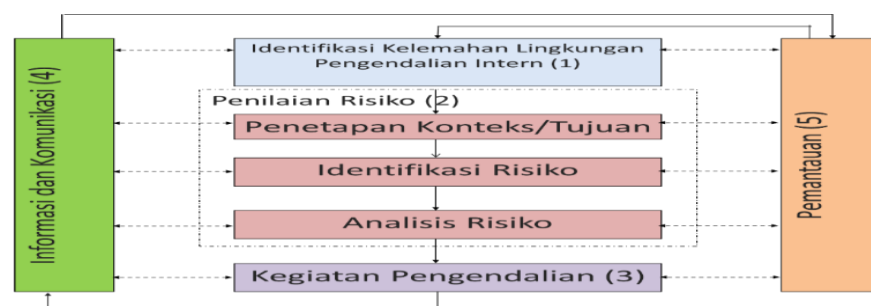 Informasi dan Komunikasi (4)
Identifikasi Kelemahan Lingkungan
Pengendalian Intern (1)
Penilaian Risiko (2)
Penetapan Konteks/Tujuan
Identifikasi Risiko
Analisis Risiko
Kegiatan Pengendalian (3)
Pemantauan (5)